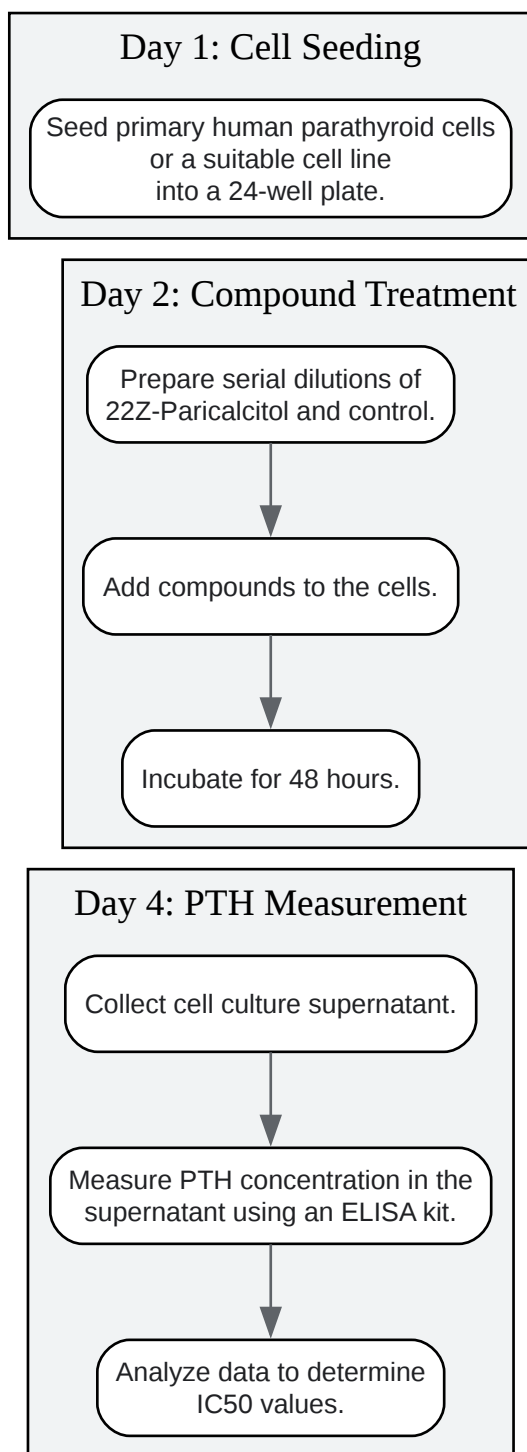 Day 1: Cell Seeding
Seed primary human parathyroid cells
or a suitable cell line
into a 24-well plate.
Day 2: Compound Treatment
Prepare serial dilutions of
22Z-Paricalcitol and control.
Add compounds to the cells.
Incubate for 48 hours.
Day 4: PTH Measurement
Collect cell culture supernatant.
Measure PTH concentration in the
supernatant using an ELISA kit.
Analyze data to determine
IC50 values.